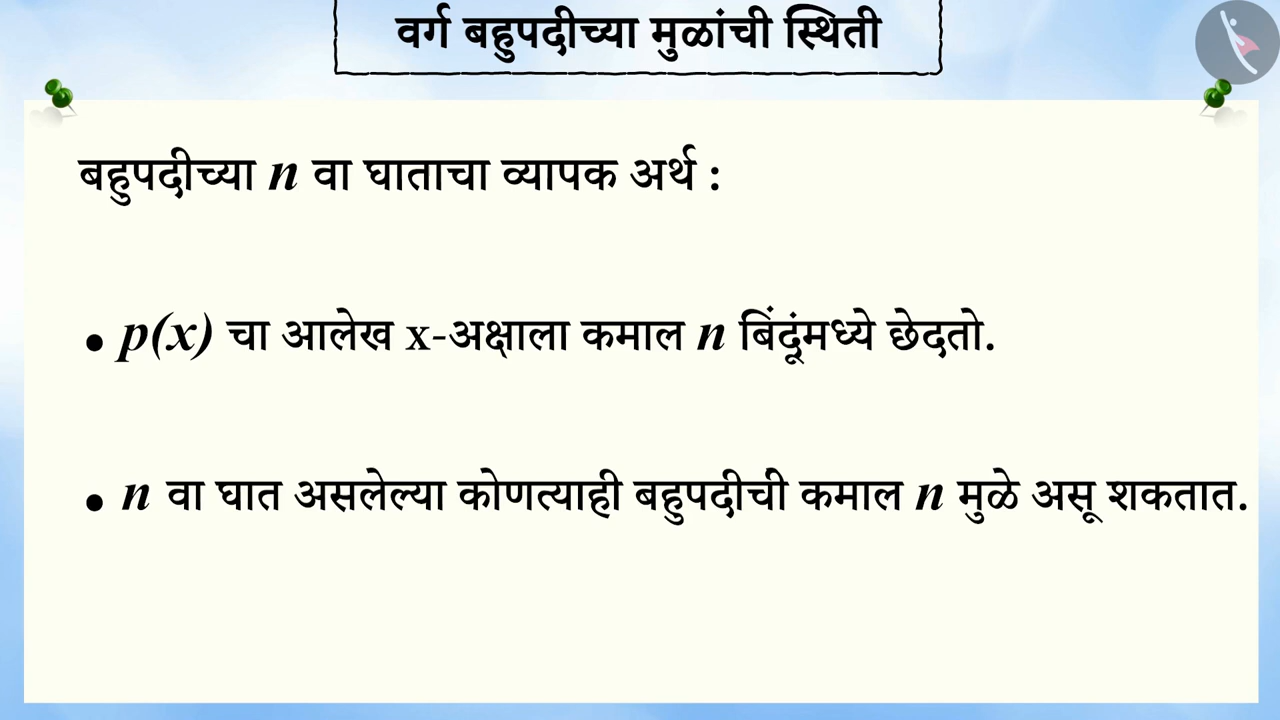 वर्ग बहुपदीच्या मुळांची स्थिती
बहुपदीच्या n वा घाताचा व्यापक अर्थ :
• p(x) चा आलेख x-अक्षाला कमाल n बिंदूंमध्ये छेदतो.
• n वा घात असलेल्या कोणत्याही बहुपदीची कमाल n मुळे असू शकतात.